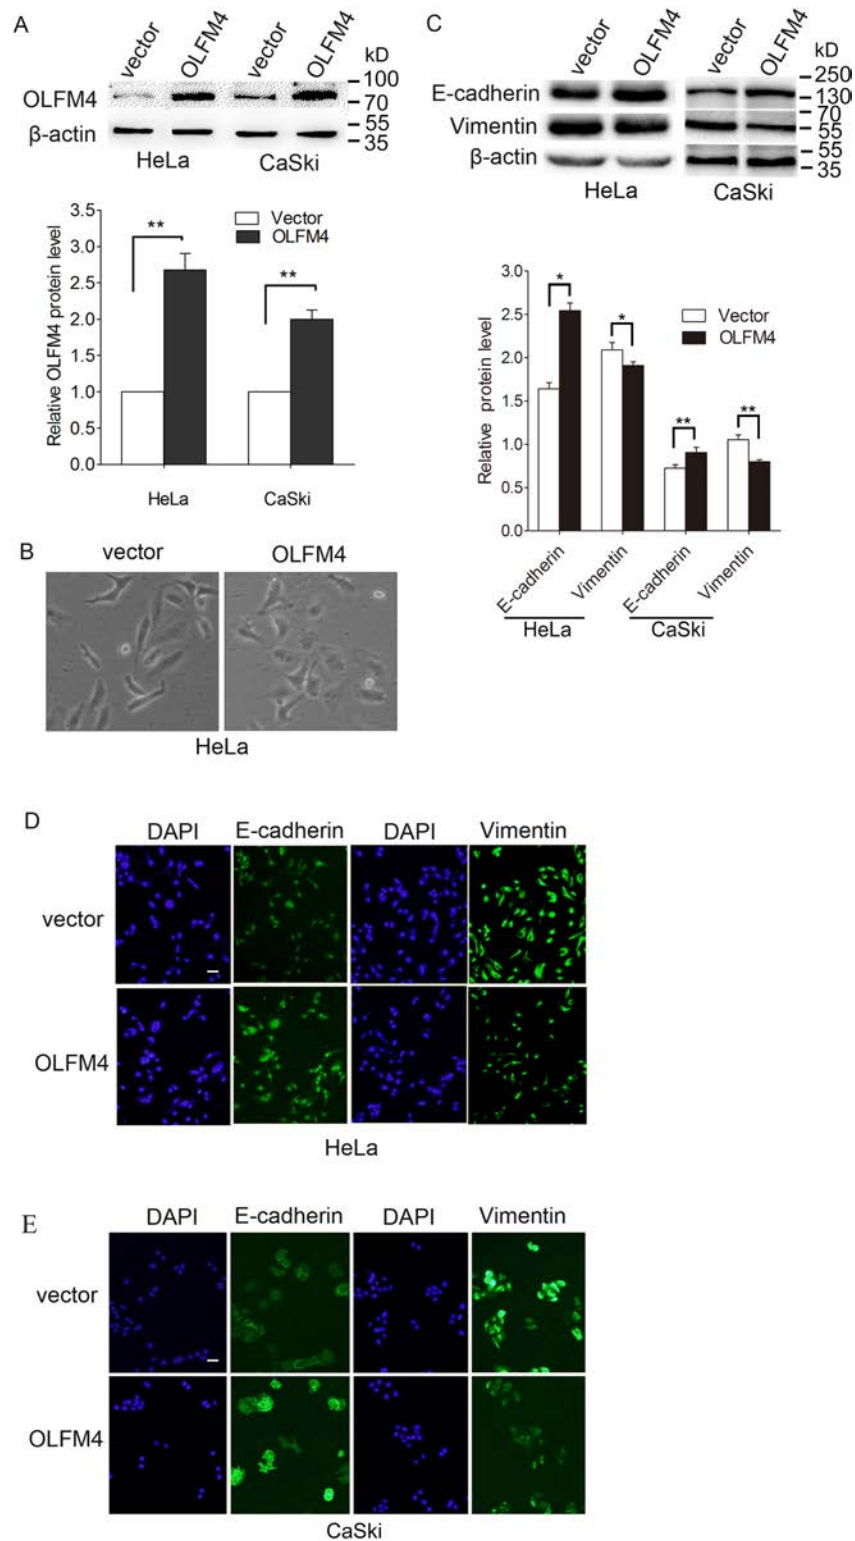 A
vector
OLFM4
vector
OLFM4
kD
OLFM4
100
70
β-actin
55
35
HeLa
CaSki
Relative OLFM4 protein level
3.5
3.0
2.5
2.0
1.5
1.0
0.5
0.0
**
**
Vector
OLFM4
HeLa
CaSki
B
vector
OLFM4
HeLa
C
vector
OLFM4
vector
OLFM4
kD
E-cadherin
250
130
Vimentin
70
55
β-actin
55
35
HeLa
CaSki
Relative protein level
3.0
2.5
2.0
1.5
1.0
0.5
0.0
*
*
**
**
Vector
OLFM4
E-cadherin
Vimentin
E-cadherin
Vimentin
HeLa
CaSki
D
DAPI E-cadherin DAPI Vimentin
vector
OLFM4
HeLa
E
DAPI E-cadherin DAPI Vimentin
vector
OLFM4
CaSki